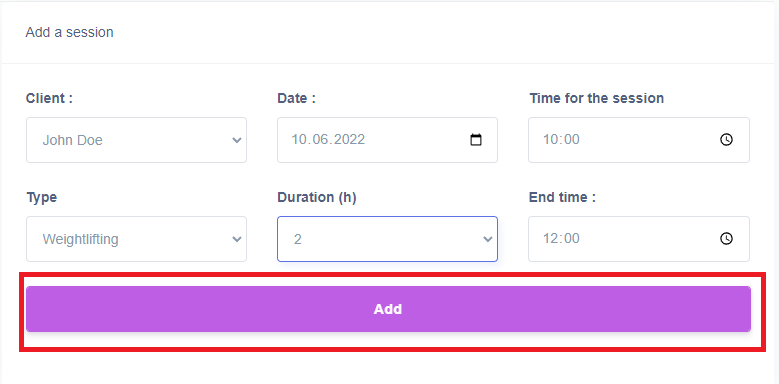 Add a session
Client : Date : Time for the session
John Doe 10.06.2022 10:00
Type Duration (h) End time :
Weightlifting 2 12:00
Add